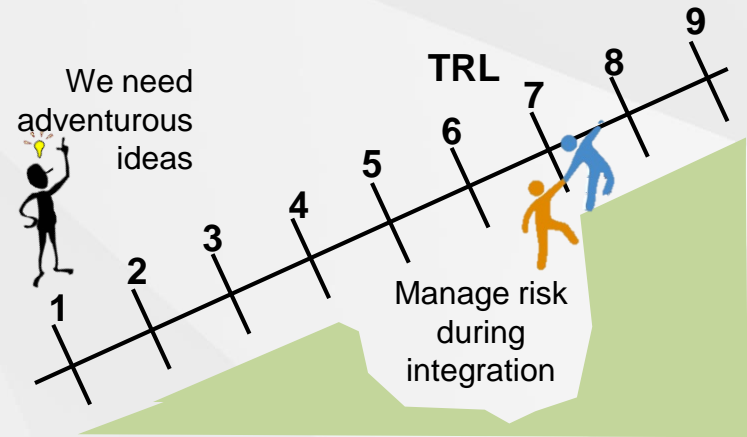 We need
adventurous
ideas
TRL
1
2
3
4
5
6
7
8
9
Manage risk
during
integration